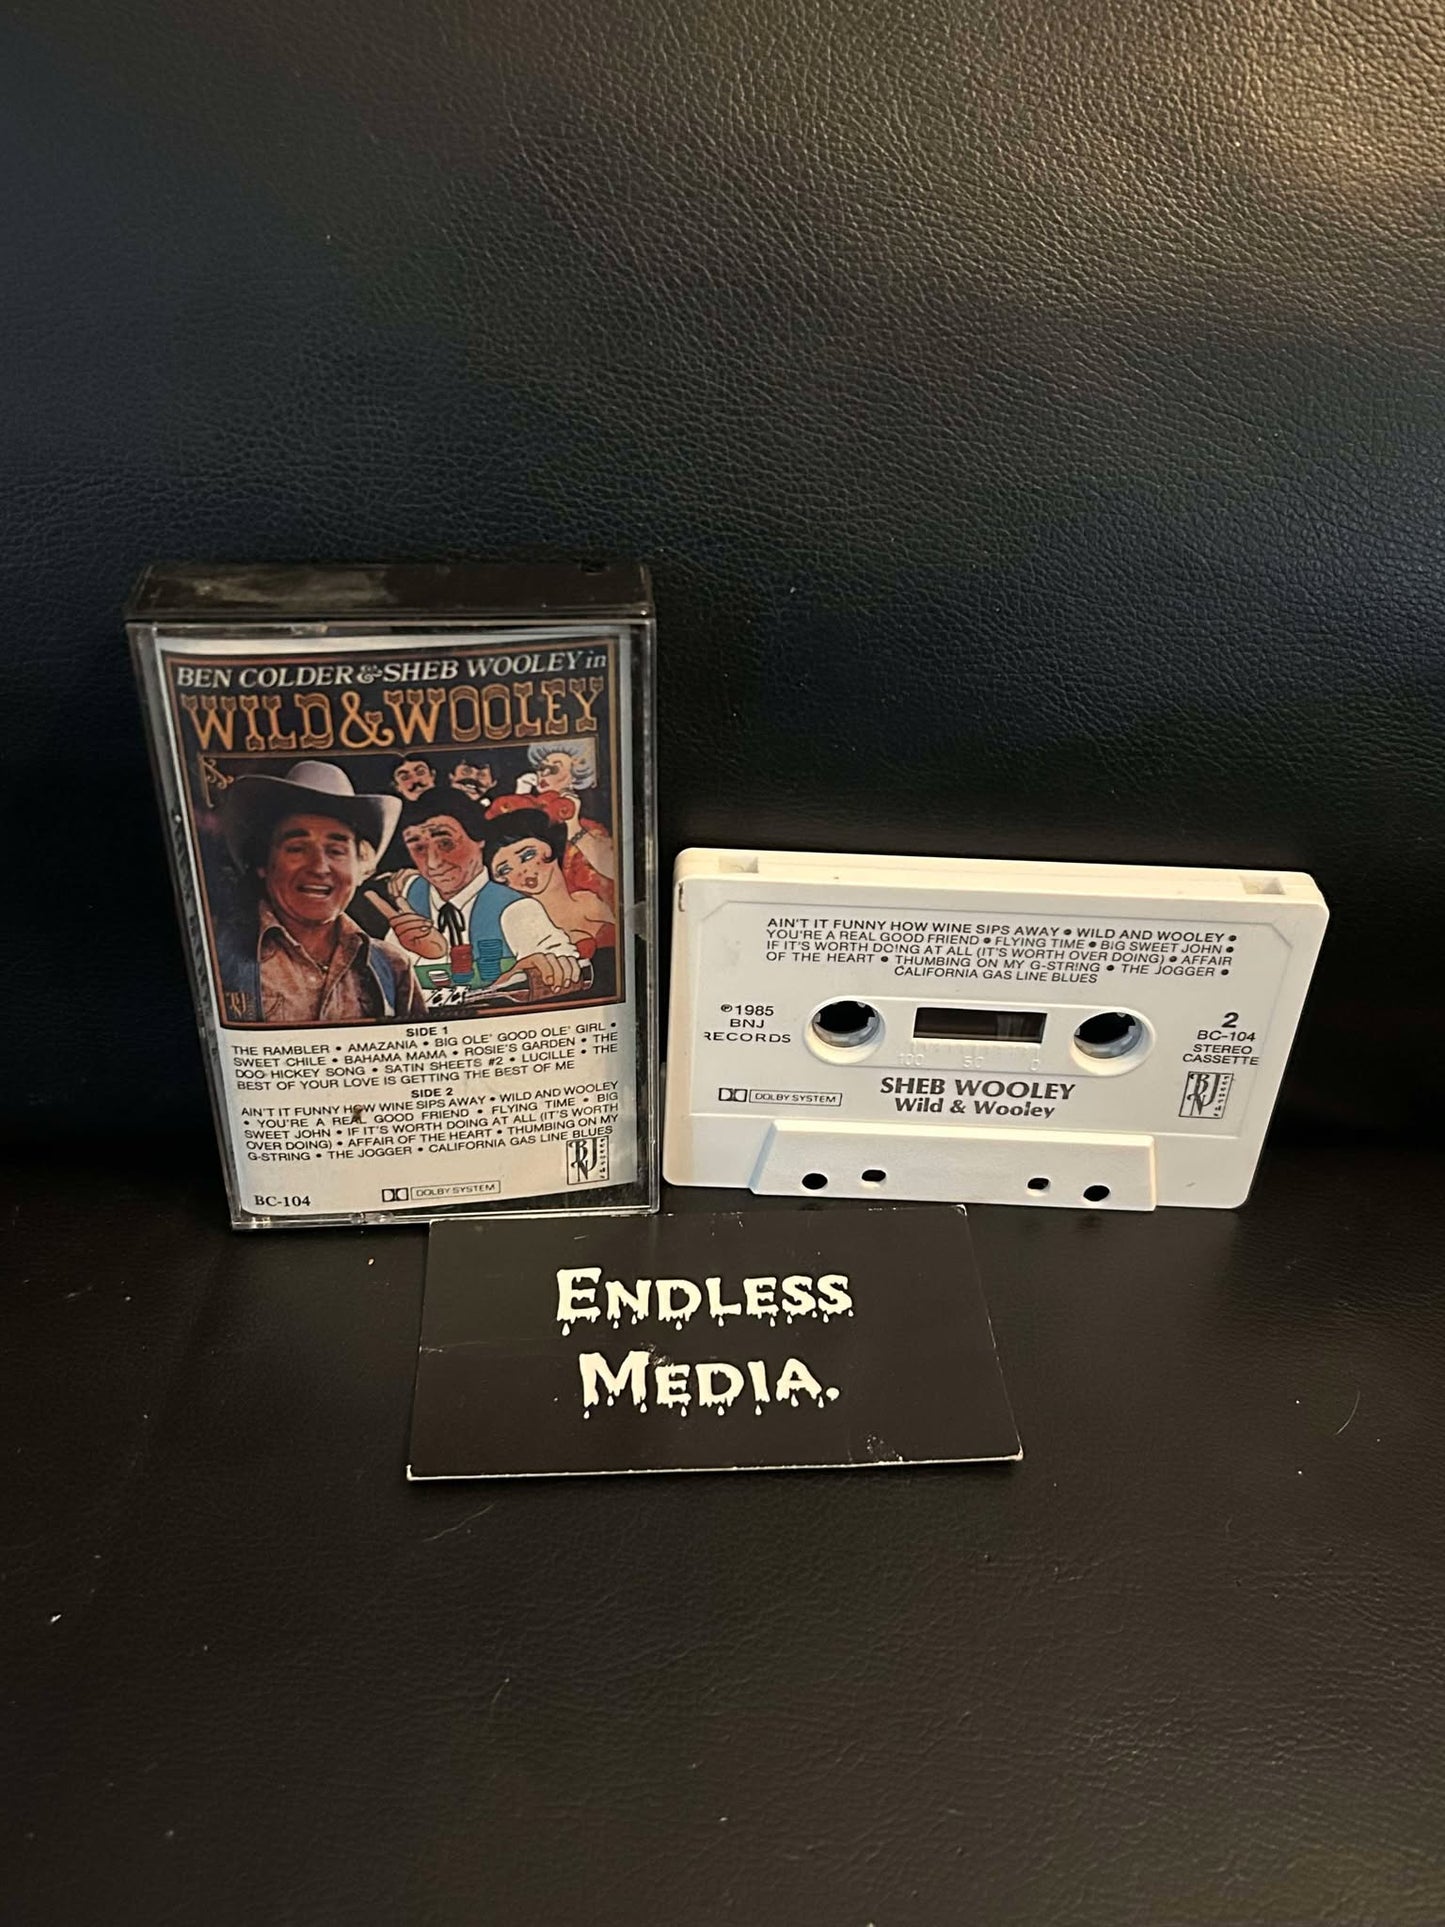 BEN COLDER & SHEB WOOLEY in
WILD & WOOLEY
SIDE 1
THE RAMBLER • AMAZANIA • BIG OLE' GOOD OLE' GIRL •
SWEET CHILE • BAHAMA MAMA • ROSIE'S GARDEN • THE
DOG HICKEY SONG • SATIN SHEETS #2 • LUCILLE • THE
BEST OF YOUR LOVE IS GETTING THE BEST OF ME
SIDE 2
AIN'T IT FUNNY HOW WINE SIPS AWAY • WILD AND WOOLEY
• YOU'RE A REAL GOOD FRIEND • FLYING TIME • BIG
SWEET JOHN • IF IT'S WORTH DOING AT ALL (IT'S WORTH
OVER DOING) • AFFAIR OF THE HEART • THUMBING ON MY
G-STRING • THE JOGGER • CALIFORNIA GAS LINE BLUES
BNJ
BC-104
DOLBY SYSTEM
AIN'T IT FUNNY HOW WINE SIPS AWAY • WILD AND WOOLEY •
YOU'RE A REAL GOOD FRIEND • FLYING TIME • BIG SWEET JOHN •
IF IT'S WORTH DOING AT ALL (IT'S WORTH OVER DOING) • AFFAIR
OF THE HEART • THUMBING ON MY G-STRING • THE JOGGER •
CALIFORNIA GAS LINE BLUES
℗1985
BNJ
RECORDS
2
BC-104
STEREO
CASSETTE
100 50 0
DOLBY SYSTEM
SHEB WOOLEY
Wild & Wooley
BNJ
ENDLESS
MEDIA.